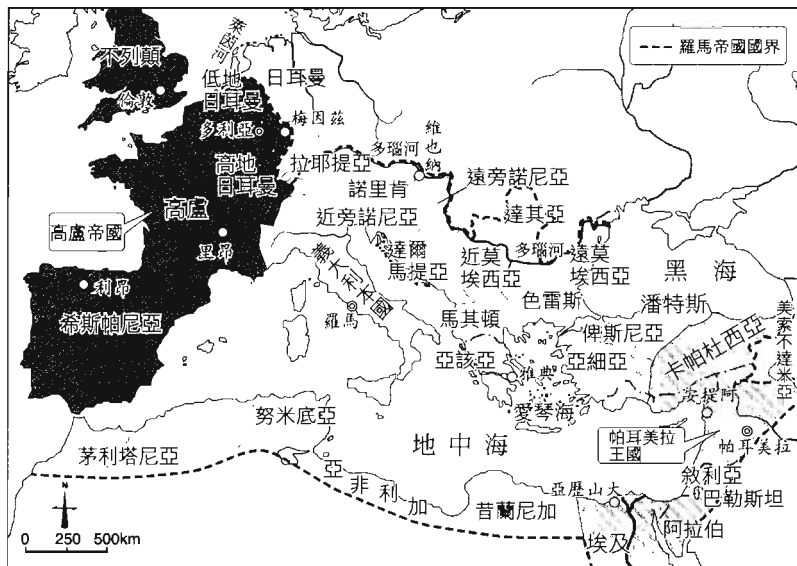 不列顛
倫敦
萊茵河
低地
日耳曼
日耳曼
多利亞
梅因茲
高地
日耳曼
高盧
高盧帝國
里昂
利昂
希斯帕尼亞
羅馬帝國國界
拉耶提亞
多瑙河
維也納
諾里肯
遠旁諾尼亞
近旁諾尼亞
達其亞
達爾
馬提亞
多瑙河
近莫
埃西亞
遠莫
埃西亞
義大利本國
羅馬
色雷斯
馬其頓
亞該亞
雅典
愛琴海
黑海
潘特斯
俾斯尼亞
亞細亞
卡帕杜西亞
美索不達米亞
安提阿
帕耳美拉
王國
帕耳美拉
敘利亞
巴勒斯坦
阿拉伯
埃及
亞歷山大
地中海
努米底亞
茅利塔尼亞
亞非利加
昔蘭尼加
0 250 500km